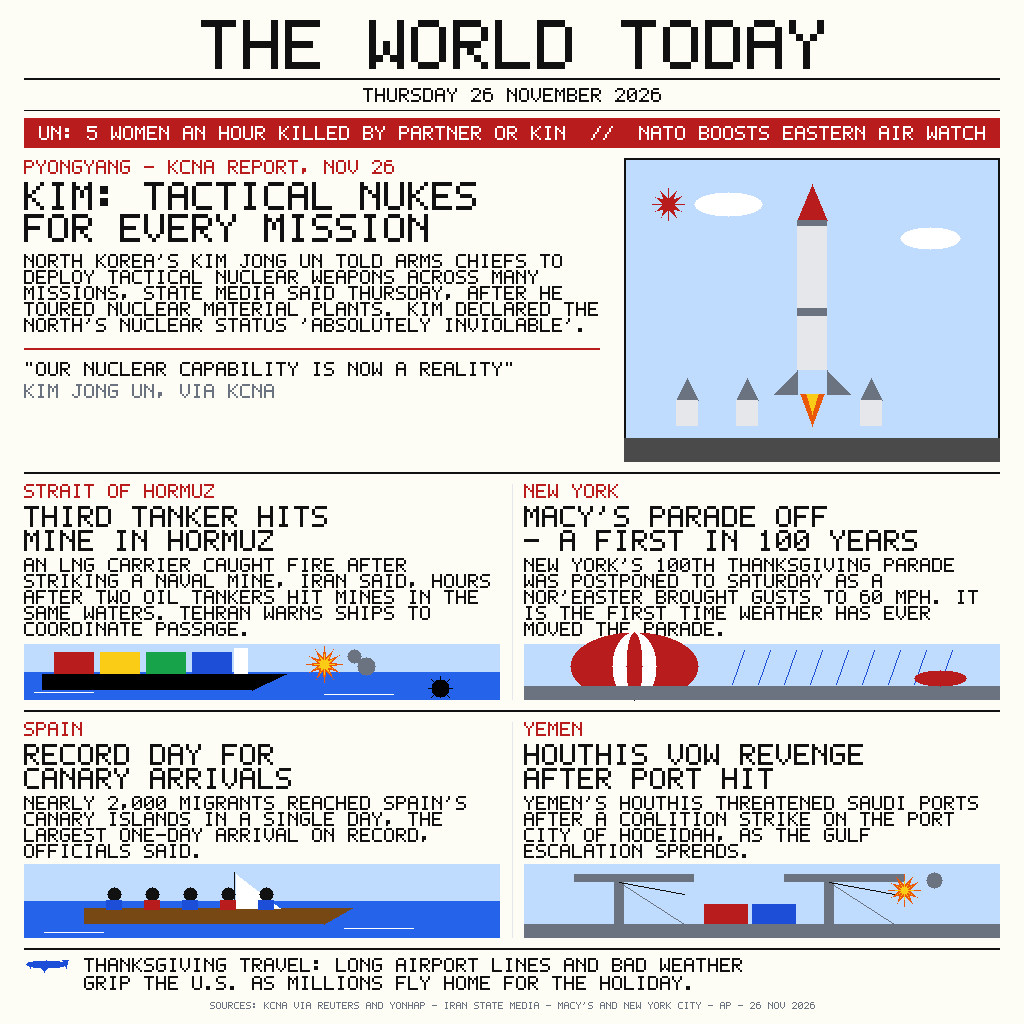 THE WORLD TODAY
THURSDAY 26 NOVEMBER 2026
UN: 5 WOMEN AN HOUR KILLED BY PARTNER OR KIN // NATO BOOSTS EASTERN AIR WATCH
PYONGYANG - KCNA REPORT, NOV 26
KIM: TACTICAL NUKES
FOR EVERY MISSION
NORTH KOREA'S KIM JONG UN TOLD ARMS CHIEFS TO
DEPLOY TACTICAL NUCLEAR WEAPONS ACROSS MANY
MISSIONS, STATE MEDIA SAID THURSDAY, AFTER HE
TOURED NUCLEAR MATERIAL PLANTS. KIM DECLARED THE
NORTH'S NUCLEAR STATUS 'ABSOLUTELY INVIOLABLE'.
"OUR NUCLEAR CAPABILITY IS NOW A REALITY"
KIM JONG UN, VIA KCNA
STRAIT OF HORMUZ
THIRD TANKER HITS
MINE IN HORMUZ
AN LNG CARRIER CAUGHT FIRE AFTER
STRIKING A NAVAL MINE, IRAN SAID, HOURS
AFTER TWO OIL TANKERS HIT MINES IN THE
SAME WATERS. TEHRAN WARNS SHIPS TO
COORDINATE PASSAGE.
NEW YORK
MACY'S PARADE OFF
- A FIRST IN 100 YEARS
NEW YORK'S 100TH THANKSGIVING PARADE
WAS POSTPONED TO SATURDAY AS A
NOR'EASTER BROUGHT GUSTS TO 60 MPH. IT
IS THE FIRST TIME WEATHER HAS EVER
MOVED THE PARADE.
SPAIN
RECORD DAY FOR
CANARY ARRIVALS
NEARLY 2,000 MIGRANTS REACHED SPAIN'S
CANARY ISLANDS IN A SINGLE DAY, THE
LARGEST ONE-DAY ARRIVAL ON RECORD,
OFFICIALS SAID.
YEMEN
HOUTHIS VOW REVENGE
AFTER PORT HIT
YEMEN'S HOUTHIS THREATENED SAUDI PORTS
AFTER A COALITION STRIKE ON THE PORT
CITY OF HODEIDAH, AS THE GULF
ESCALATION SPREADS.
THANKSGIVING TRAVEL: LONG AIRPORT LINES AND BAD WEATHER
GRIP THE U.S. AS MILLIONS FLY HOME FOR THE HOLIDAY.
SOURCES: KCNA VIA REUTERS AND YONHAP - IRAN STATE MEDIA - MACY'S AND NEW YORK CITY - AP - 26 NOV 2026